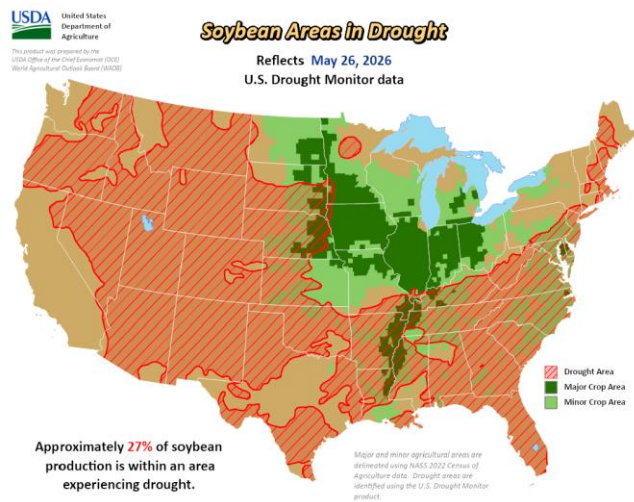 USDA
United States
Department of
Agriculture
This product was prepared by the
USDA Office of the Chief Economist (OCE)
World Agricultural Outlook Board (WAOB)
Soybean Areas in Drought
Reflects May 26, 2026
U.S. Drought Monitor data
Drought Area
Major Crop Area
Minor Crop Area
Approximately 27% of soybean
production is within an area
experiencing drought.
Major and minor agricultural areas are
delineated using NASS 2022 Census of
Agriculture data. Drought areas are
identified using the U.S. Drought Monitor
product.